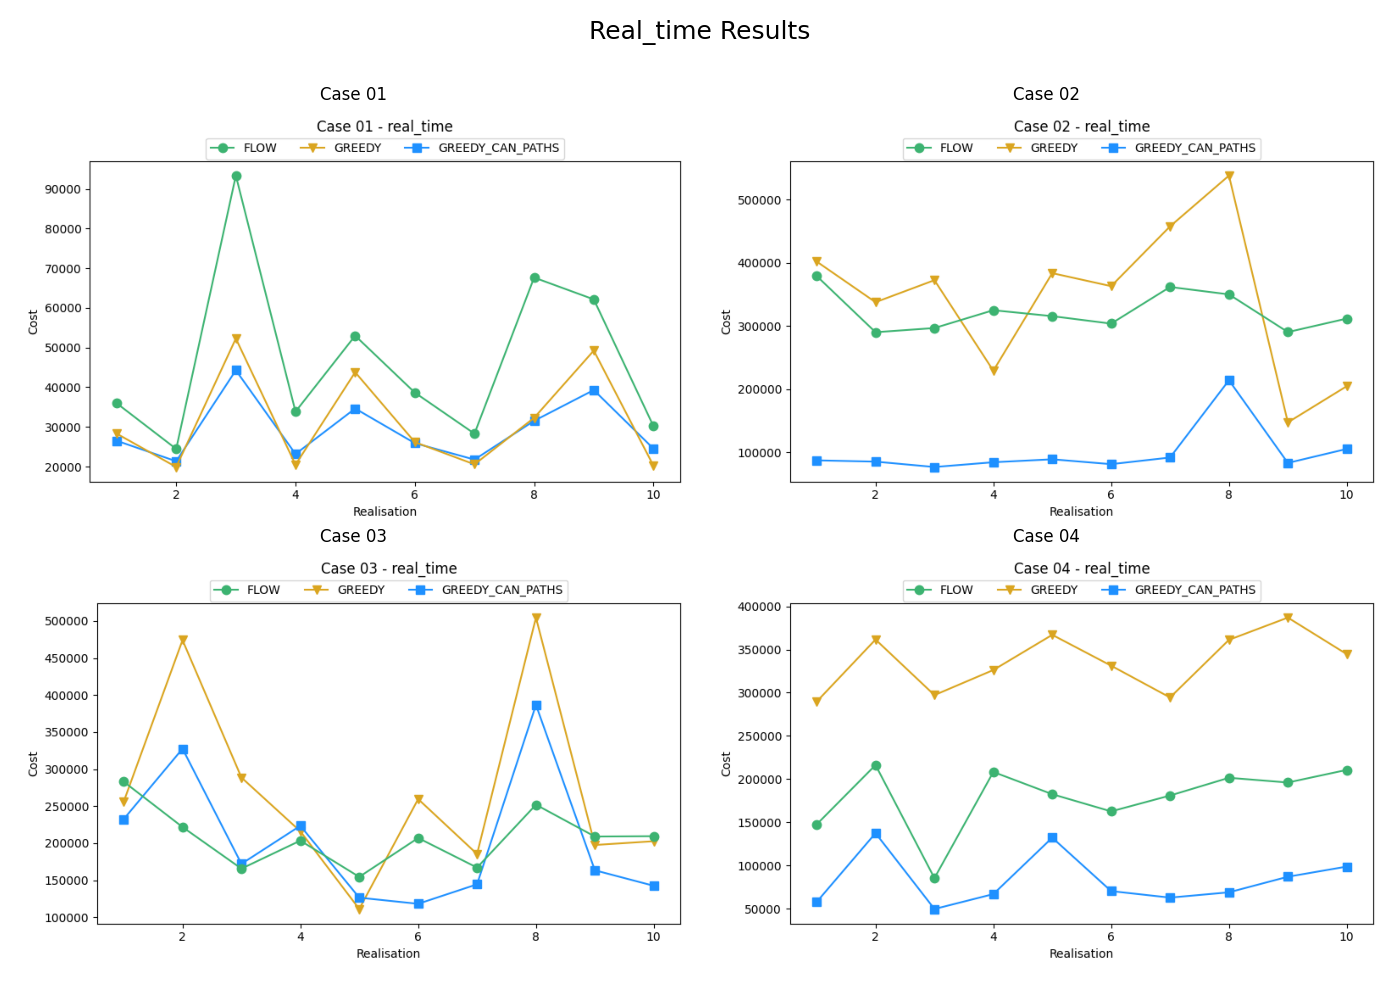 Real_time Results
Case 01
Case 01 - real_time
FLOW GREEDY GREEDY_CAN_PATHS
90000
80000
70000
60000
50000
40000
30000
20000
Cost
2 4 6 8 10
Realisation
Case 02
Case 02 - real_time
FLOW GREEDY GREEDY_CAN_PATHS
500000
400000
300000
200000
100000
Cost
2 4 6 8 10
Realisation
Case 03
Case 03 - real_time
FLOW GREEDY GREEDY_CAN_PATHS
500000
450000
400000
350000
300000
250000
200000
150000
100000
Cost
2 4 6 8 10
Realisation
Case 04
Case 04 - real_time
FLOW GREEDY GREEDY_CAN_PATHS
400000
350000
300000
250000
200000
150000
100000
50000
Cost
2 4 6 8 10
Realisation